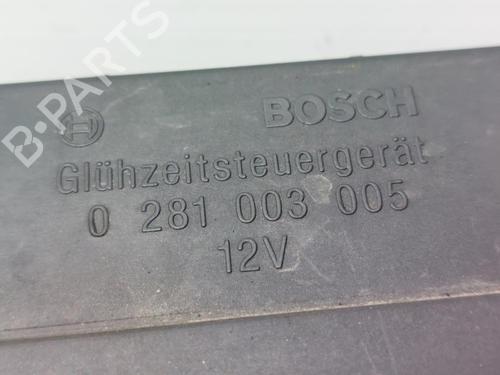 B-PARTS
BOSCH
Glühzeitsteuergerät
0 281 003 005
12V